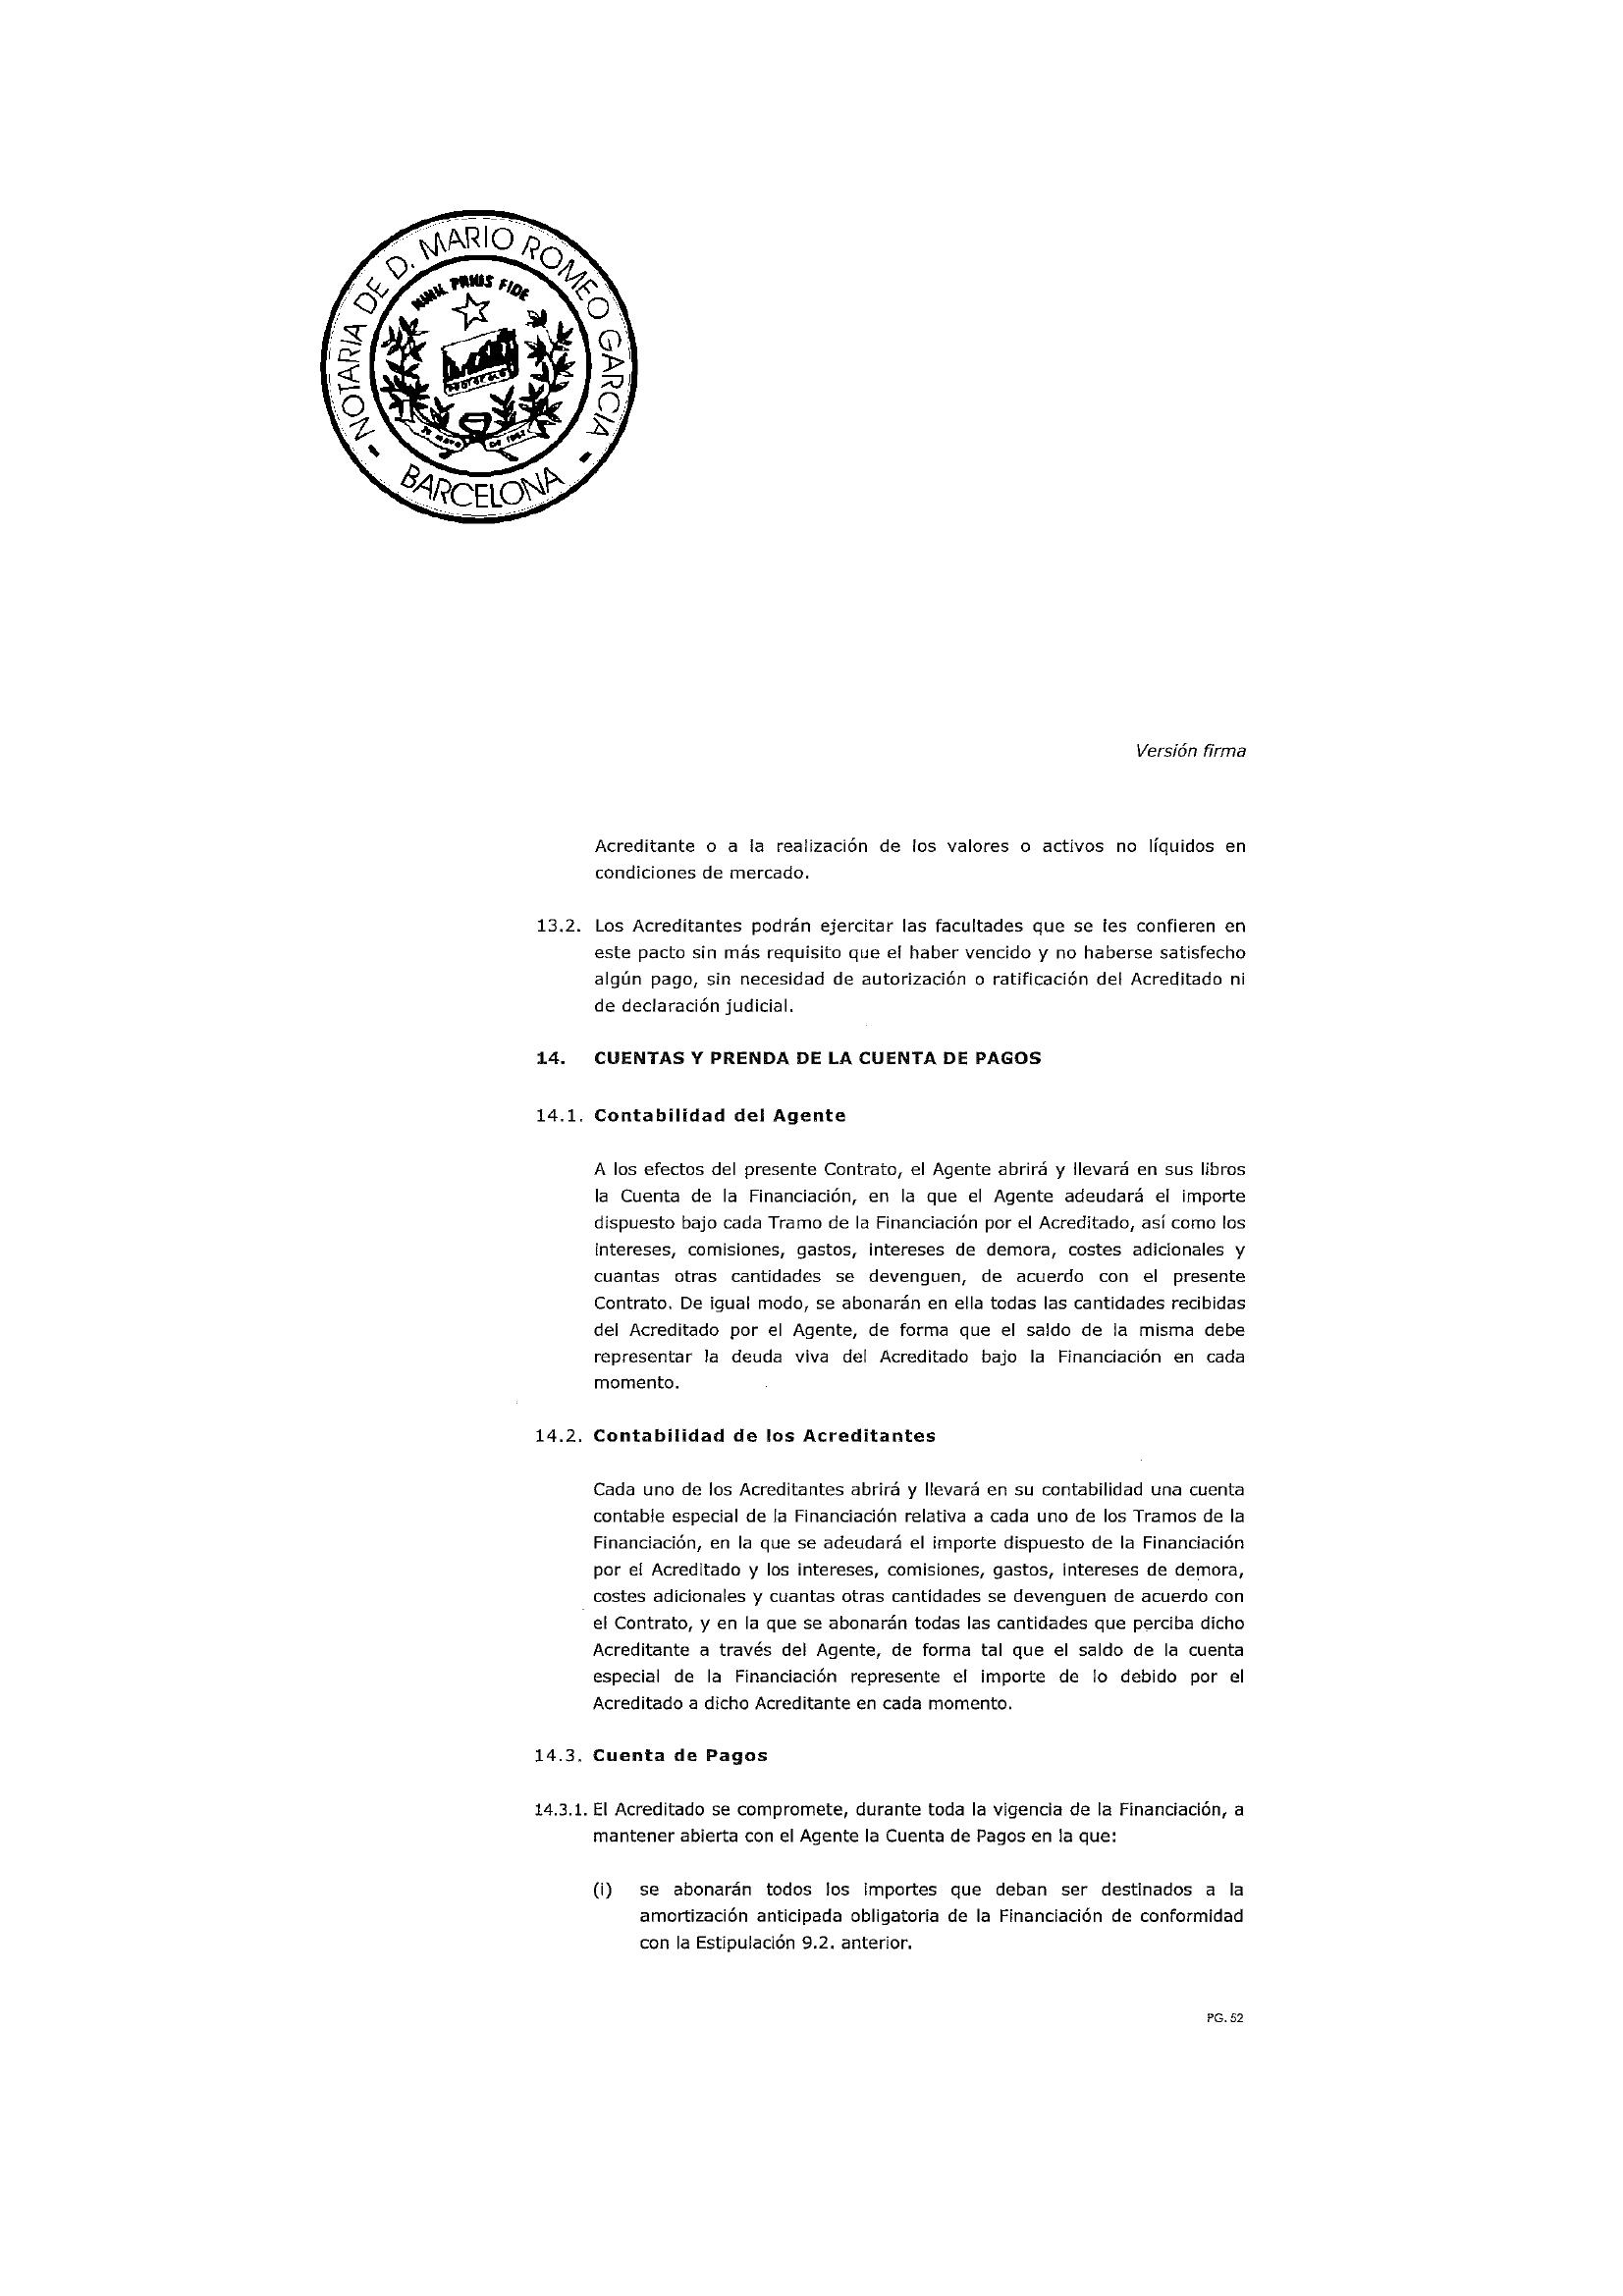 NOTARIA DE D. MARIO ROMEO GARCIA
BARCELONA
FIDE
Versión firma
Acreditante o a la realización de los valores o activos no líquidos en
condiciones de mercado.
13.2. Los Acreditantes podrán ejercitar las facultades que se les confieren en
este pacto sin más requisito que el haber vencido y no haberse satisfecho
algún pago, sin necesidad de autorización o ratificación del Acreditado ni
de declaración judicial.
14. CUENTAS Y PRENDA DE LA CUENTA DE PAGOS
14.1. Contabilidad del Agente
A los efectos del presente Contrato, el Agente abrirá y llevará en sus libros
la Cuenta de la Financiación, en la que el Agente adeudará el importe
dispuesto bajo cada Tramo de la Financiación por el Acreditado, así como los
intereses, comisiones, gastos, intereses de demora, costes adicionales y
cuantas otras cantidades se devenguen, de acuerdo con el presente
Contrato. De igual modo, se abonarán en ella todas las cantidades recibidas
del Acreditado por el Agente, de forma que el saldo de la misma debe
representar la deuda viva del Acreditado bajo la Financiación en cada
momento.
14.2. Contabilidad de los Acreditantes
Cada uno de los Acreditantes abrirá y llevará en su contabilidad una cuenta
contable especial de la Financiación relativa a cada uno de los Tramos de la
Financiación, en la que se adeudará el importe dispuesto de la Financiación
por el Acreditado y los intereses, comisiones, gastos, intereses de demora,
costes adicionales y cuantas otras cantidades se devenguen de acuerdo con
el Contrato, y en la que se abonarán todas las cantidades que perciba dicho
Acreditante a través del Agente, de forma tal que el saldo de la cuenta
especial de la Financiación represente el importe de lo debido por el
Acreditado a dicho Acreditante en cada momento.
14.3. Cuenta de Pagos
14.3.1. El Acreditado se compromete, durante toda la vigencia de la Financiación, a
mantener abierta con el Agente la Cuenta de Pagos en la que:
(i) se abonarán todos los importes que deban ser destinados a la
amortización anticipada obligatoria de la Financiación de conformidad
con la Estipulación 9.2. anterior.
PG. 52